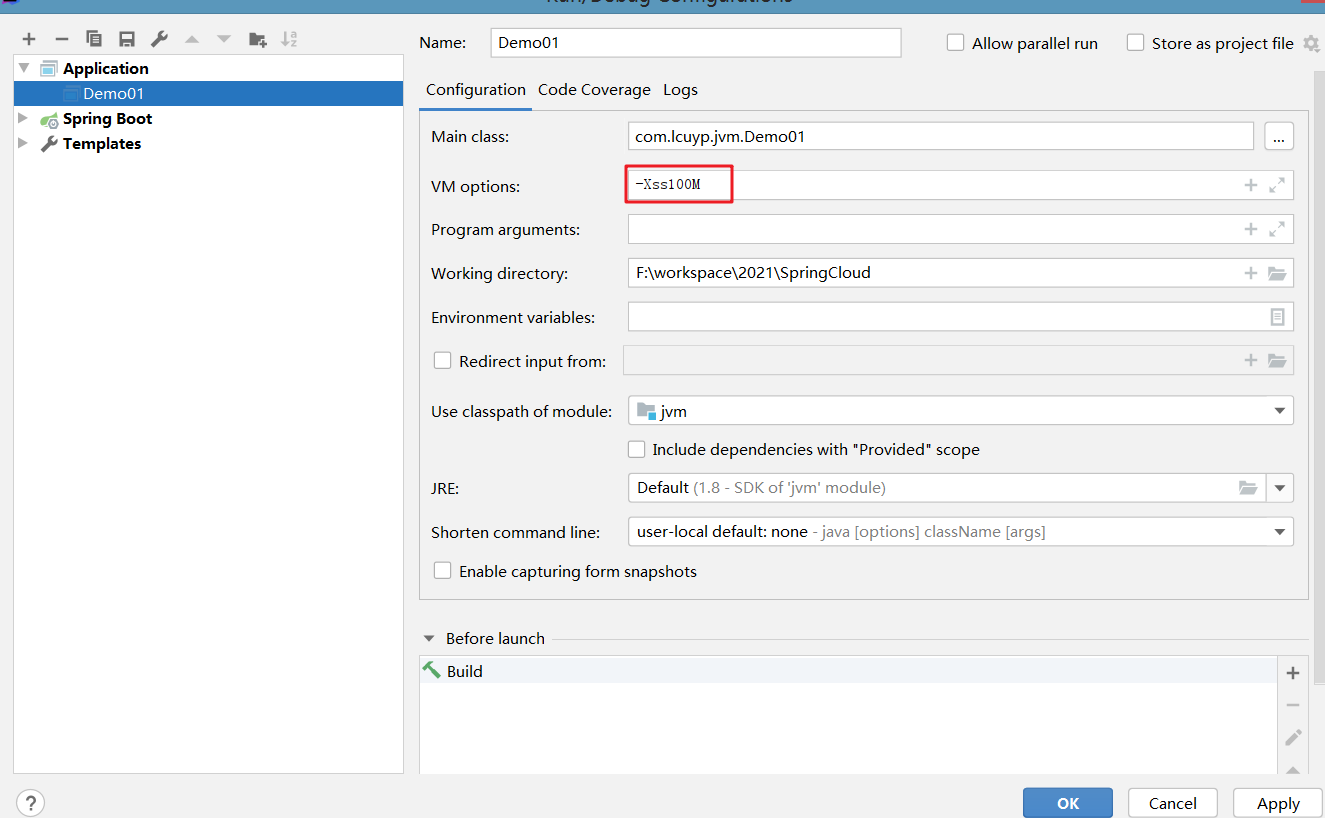 Run/Debug Configurations
Name: Demo01 Allow parallel run Store as project file
Application
Demo01
Spring Boot
Templates
Configuration Code Coverage Logs
Main class: com.lcuyp.jvm.Demo01 ...
VM options: -Xss100M
Program arguments:
Working directory: F:\workspace\2021\SpringCloud
Environment variables:
Redirect input from:
Use classpath of module: jvm
Include dependencies with "Provided" scope
JRE: Default (1.8 - SDK of 'jvm' module)
Shorten command line: user-local default: none - java [options] className [args]
Enable capturing form snapshots
Before launch
Build
? OK Cancel Apply